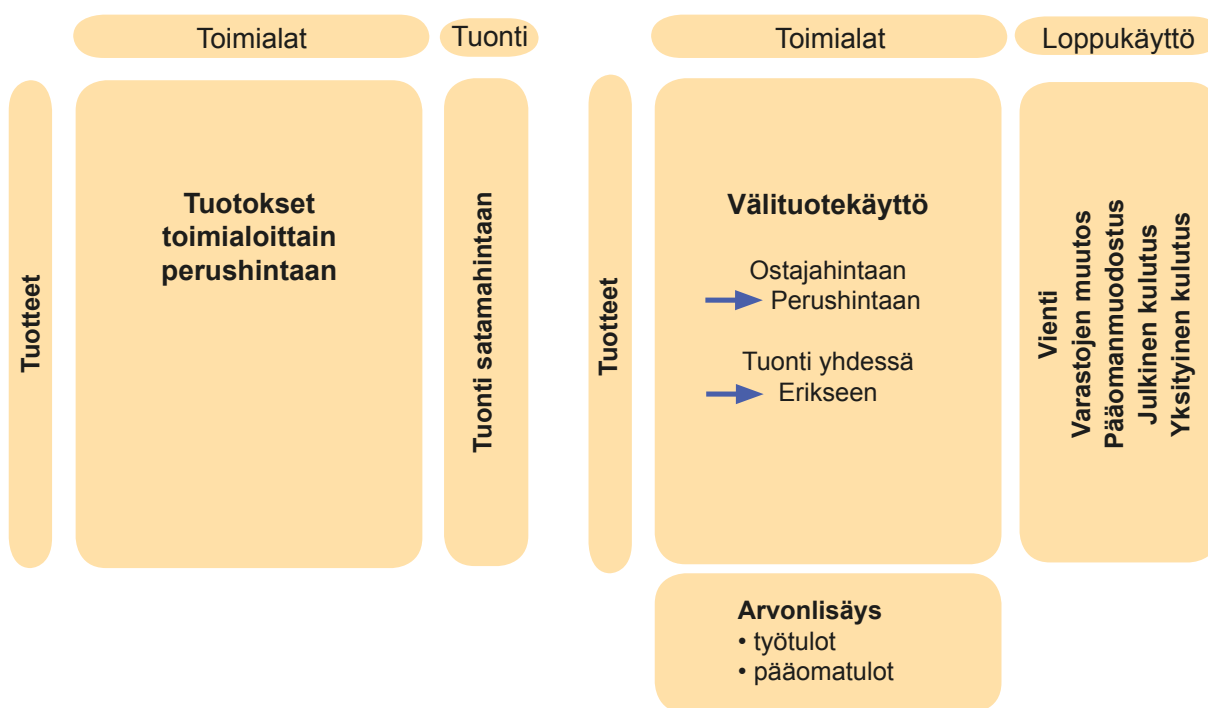 Toimialat
Tuonti
Tuotteet
Tuotokset
toimialoittain
perushintaan
Tuonti satamahintaan
Toimialat
Loppukäyttö
Tuotteet
Välituotekäyttö
Ostajahintaan
Perushintaan
Tuonti yhdessä
Erikseen
Vienti
Varastojen muutos
Pääomanmuodostus
Julkinen kulutus
Yksityinen kulutus
Arvonlisäys
• työtulot
• pääomatulot